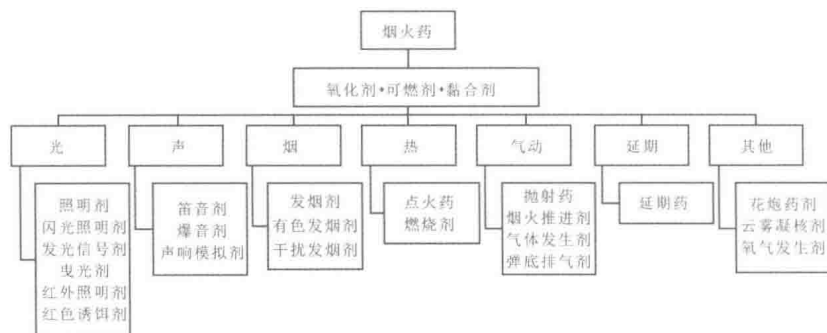 烟火药
氧化剂·可燃剂·黏合剂
光
声
烟
热
气动
延期
其他
照明剂
闪光照明剂
发光信号剂
曳光剂
红外照明剂
红色诱饵剂
笛音剂
爆音剂
声响模拟剂
发烟剂
有色发烟剂
干扰发烟剂
点火药
燃烧剂
抛射药
烟火推进剂
气体发生剂
弹底排气剂
延期药
花炮药剂
云雾凝核剂
氧气发生剂